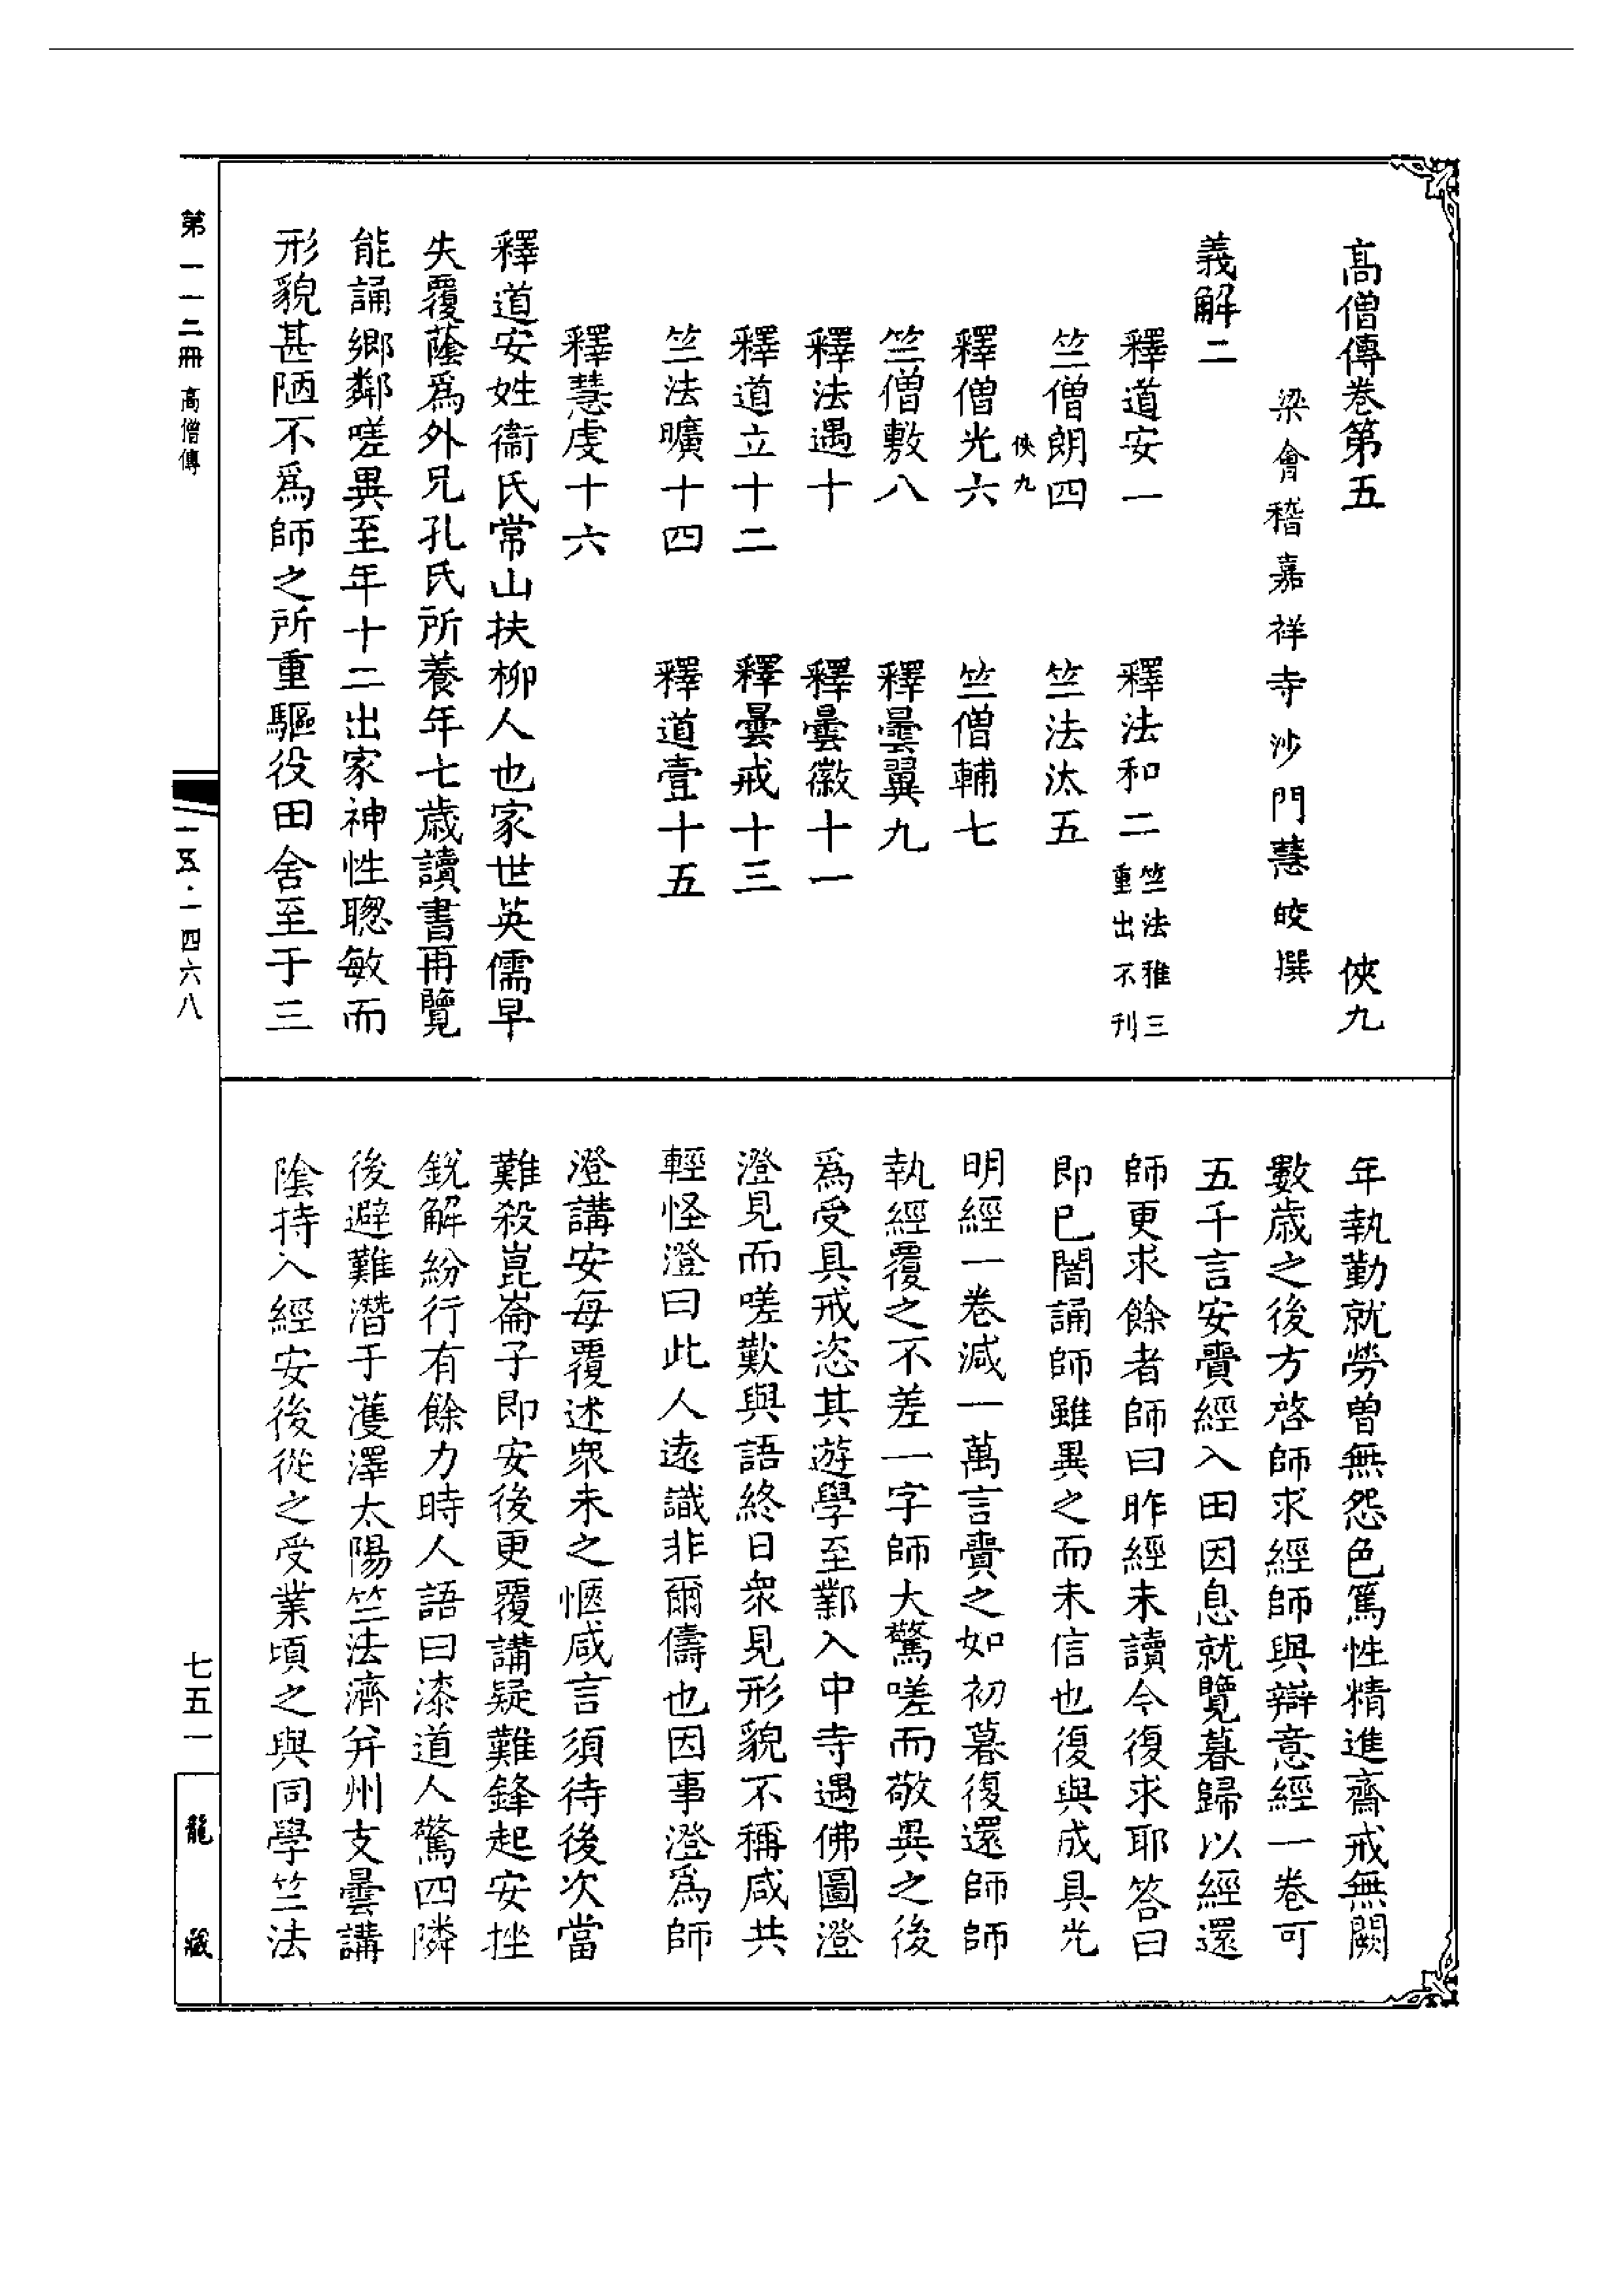 高僧傳卷第五　俠九
梁會稽嘉祥寺沙門慧皎撰
義解二
釋道安一　釋法和二　竺法雅三重出不刊
竺僧朗四　竺法汰五
俠九
釋僧光六　竺僧輔七
竺僧敷八　釋曇翼九
釋法遇十　釋曇徽十一
釋道立十二　釋曇戒十三
竺法曠十四　釋道壹十五
釋慧虔十六
釋道安姓衞氏常山扶柳人也家世英儒早
失覆蔭爲外兄孔氏所養年七歲讀書再覽
能誦鄉鄰嗟異至年十二出家神性聰敏而
形貌甚陋不爲師之所重驅役田舍至于三
年執勤就勞曽無怨色篤性精進齋戒無闕
數歲之後方啓師求經師與辯意經一卷可
五千言安賷經入田因息就覽暮歸以經還
師更求餘者師曰昨經未讀今復求耶答曰
即已闇誦師雖異之而未信也復與成具光
明經一卷減一萬言賷之如初暮復還師師
執經覆之不差一字師大驚嗟而敬異之後
爲受具戒恣其遊學至鄴入中寺遇佛圖澄
澄見而嗟歎與語終日衆見形貌不稱咸共
輕怪澄曰此人遠識非爾儔也因事澄爲師
澄講安每覆述衆未之愜咸言須待後次當
難殺崑崙子即安後更覆講疑難鋒起安挫
銳解紛行有餘力時人語曰漆道人驚四隣
後避難潛于濩澤太陽竺法濟并州支曇講
陰持入經安後從之受業頃之與同學竺法
第一一二冊　高僧傳
一一五·一四六八
七五一
龍藏